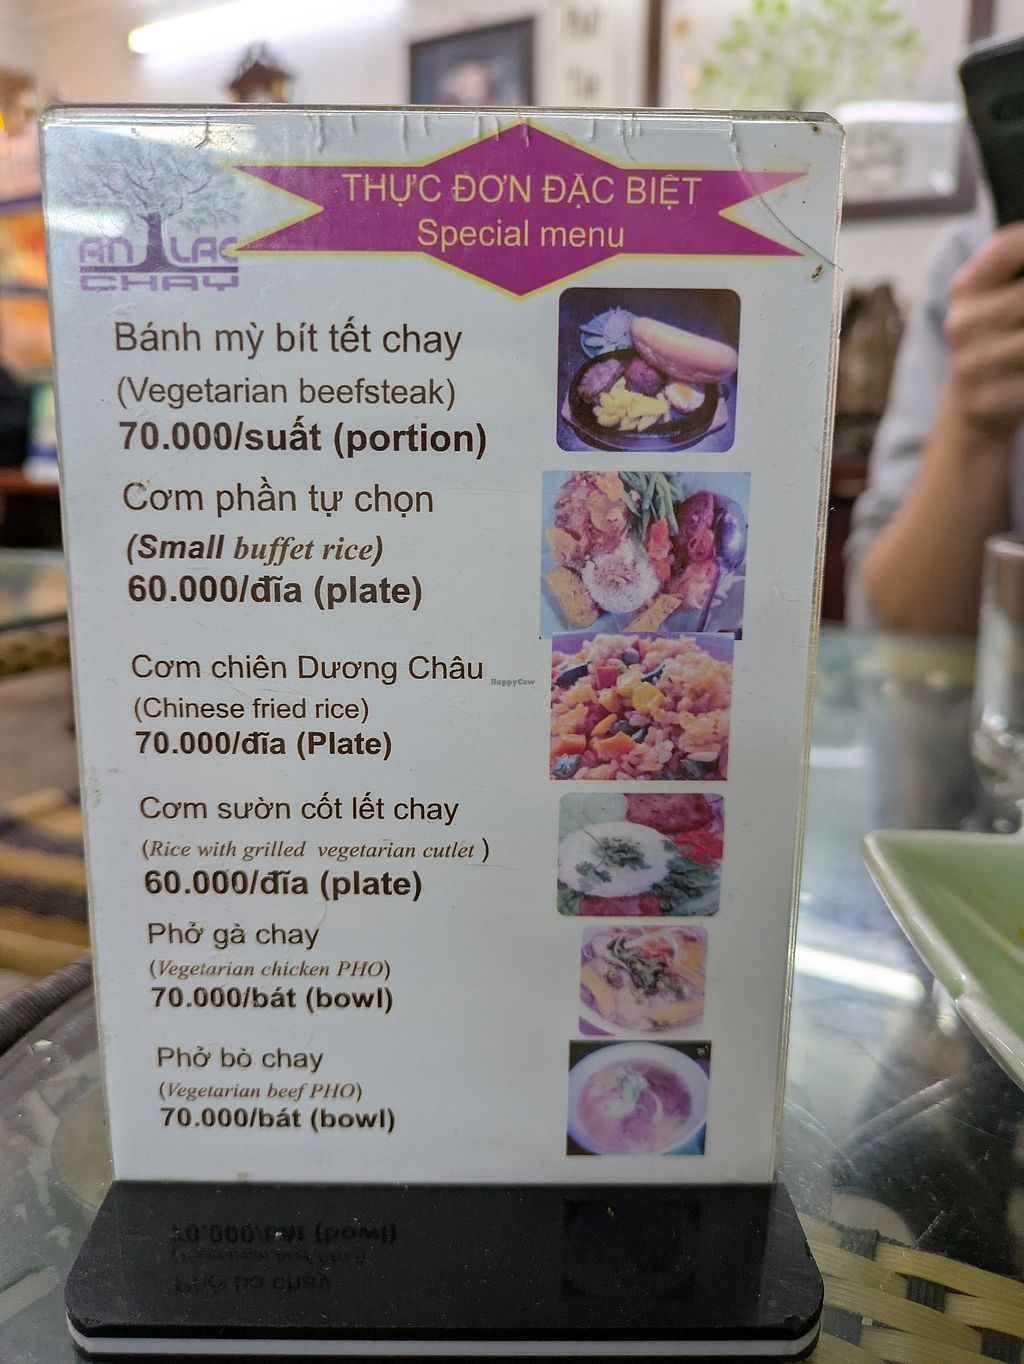 AN LAC
CHAY
THỰC ĐƠN ĐẶC BIỆT
Special menu
Bánh mỳ bít tết chay
(Vegetarian beefsteak)
70.000/suất (portion)
Cơm phần tự chọn
(Small buffet rice)
60.000/đĩa (plate)
Cơm chiên Dương Châu
HappyCow
(Chinese fried rice)
70.000/đĩa (Plate)
Cơm sườn cốt lết chay
(Rice with grilled vegetarian cutlet )
60.000/đĩa (plate)
Phở gà chay
(Vegetarian chicken PHO)
70.000/bát (bowl)
Phở bò chay
(Vegetarian beef PHO)
70.000/bát (bowl)